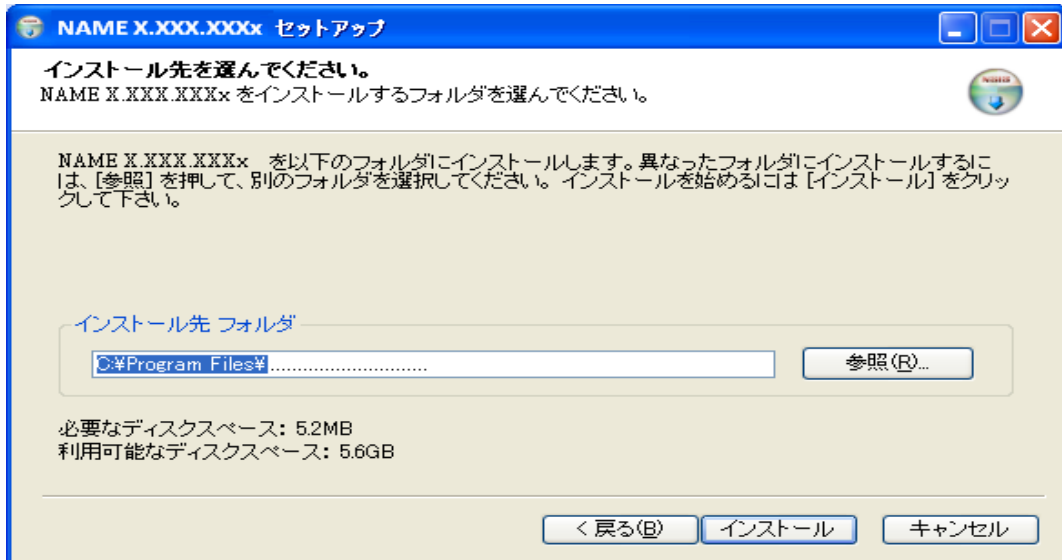 NAME X.XXX.XXXx セットアップ
インストール先を選んでください。
NAME X.XXX.XXXx をインストールするフォルダを選んでください。
NAME X.XXX.XXXx を以下のフォルダにインストールします。異なったフォルダにインストールするに
は、[参照] を押して、別のフォルダを選択してください。インストールを始めるには [インストール] をクリッ
クして下さい。
インストール先 フォルダ
C:¥Program Files¥..............................
参照(R)...
必要なディスクスペース: 5.2MB
利用可能なディスクスペース: 5.6GB
< 戻る(B)
インストール
キャンセル